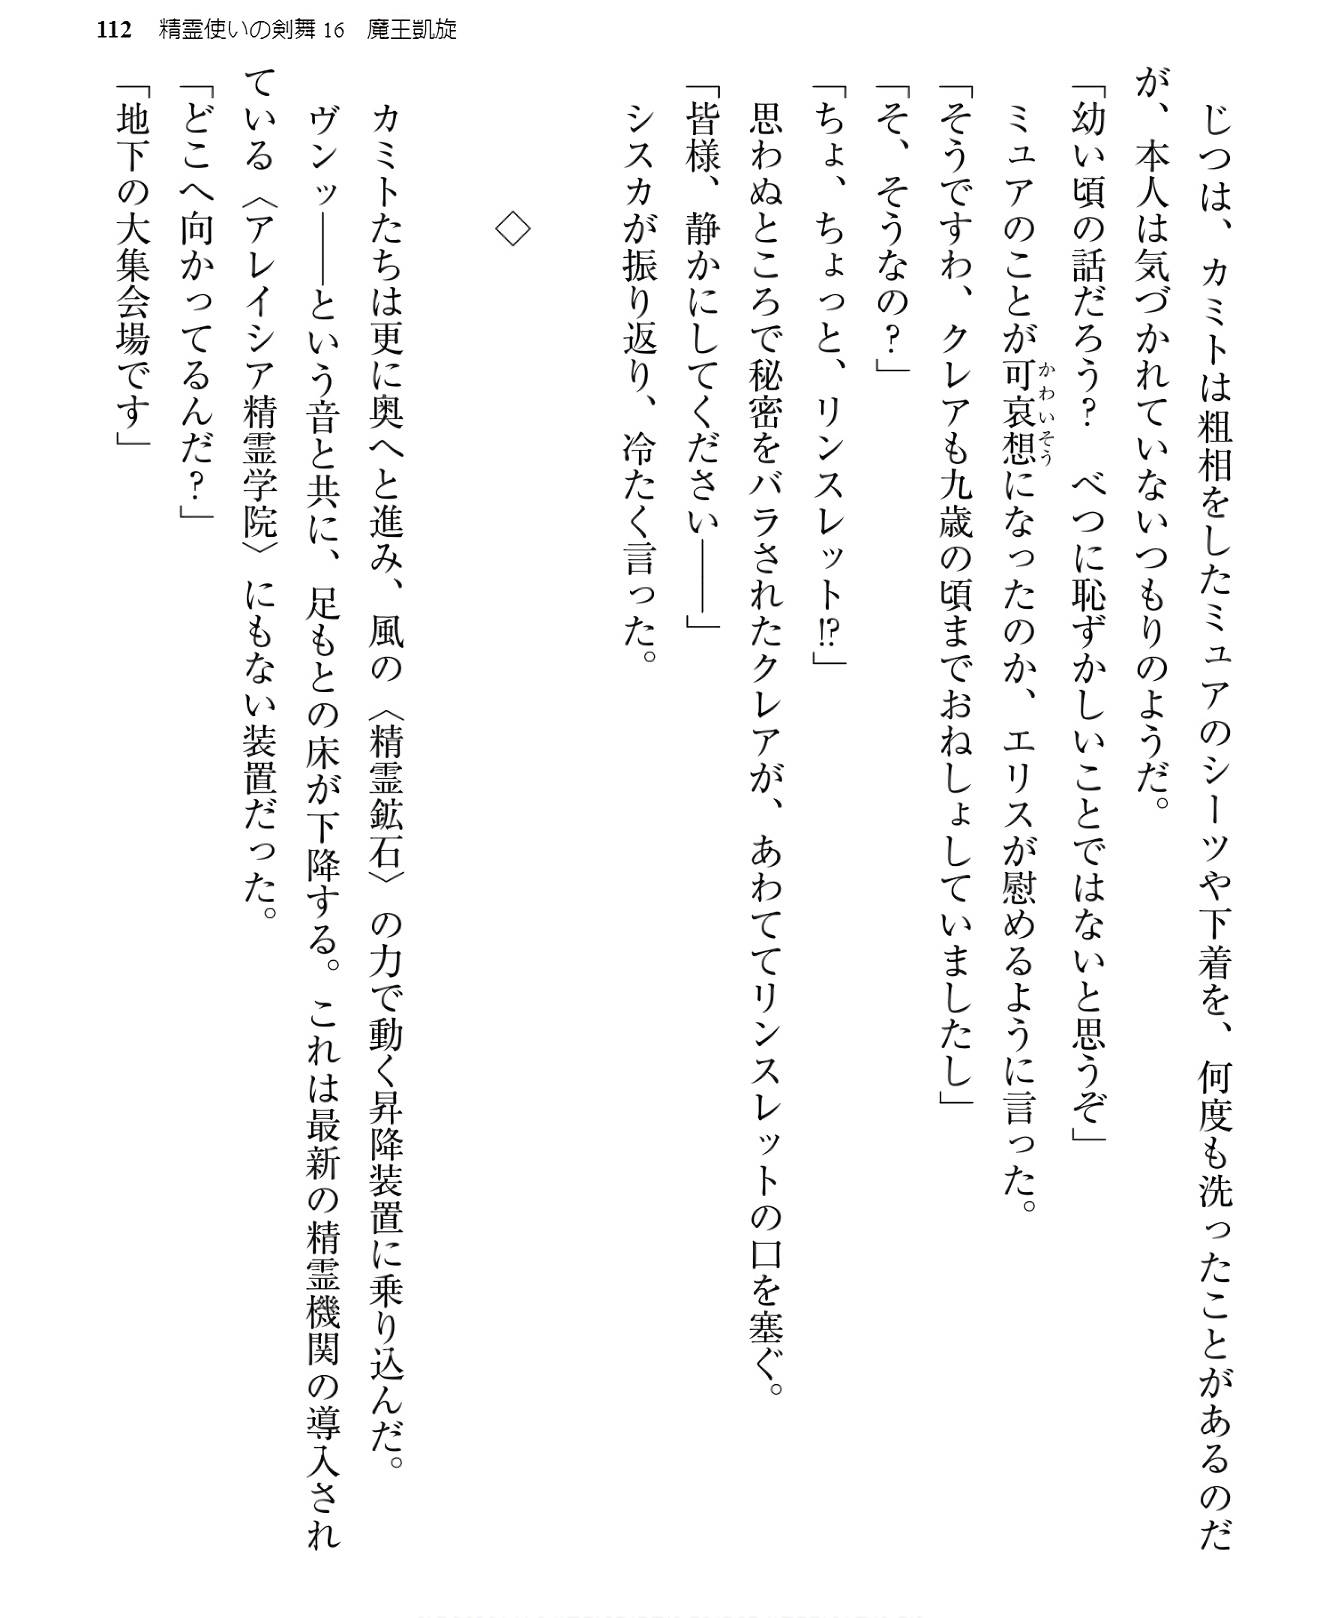 112 精霊使いの剣舞 16 魔王凱旋
じつは、カミトは粗相をしたミュアのシーツや下着を、何度も洗ったことがあるのだ
が、本人は気づかれていないつもりのようだ。
「幼い頃の話だろう? べつに恥ずかしいことではないと思うぞ」
ミュアのことが可哀想になったのか、エリスが慰めるように言った。
かわいそう
「そうですわ、クレアも九歳の頃までおねしょしていましたし」
「そ、そうなの?」
「ちょ、ちょっと、リンスレット!?」
思わぬところで秘密をバラされたクレアが、あわててリンスレットの口を塞ぐ。
「皆様、静かにしてください――」
シスカが振り返り、冷たく言った。
◇
カミトたちは更に奥へと進み、風の〈精霊鉱石〉の力で動く昇降装置に乗り込んだ。
ヴンッ――という音と共に、足もとの床が下降する。これは最新の精霊機関の導入され
ている〈アレイシア精霊学院〉にもない装置だった。
「どこへ向かってるんだ?」
「地下の大集会場です」